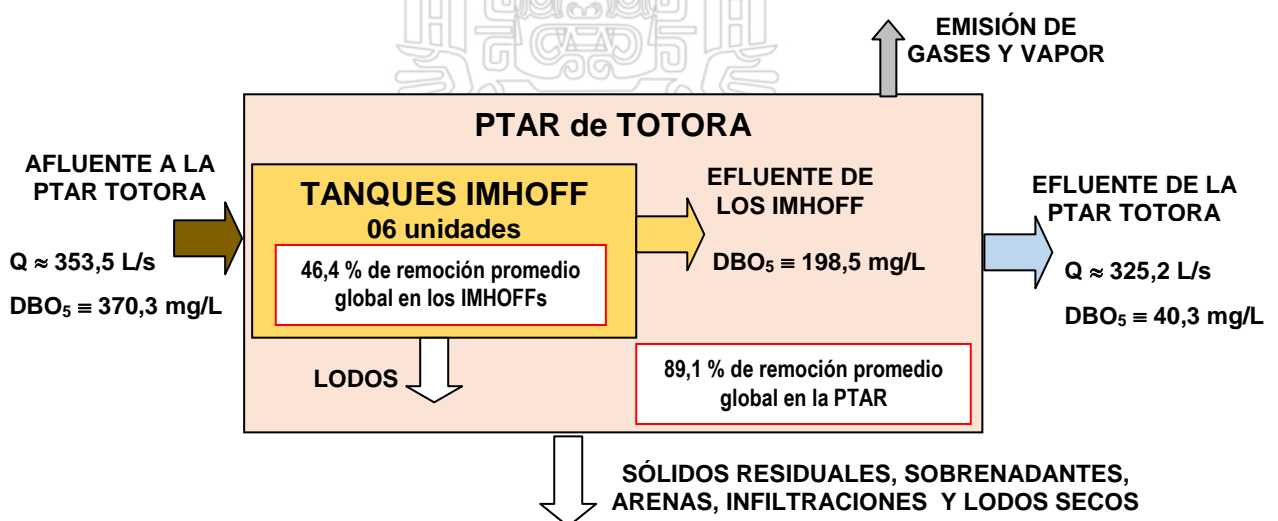 EMISIÓN DE
GASES Y VAPOR
PTAR de TOTORA
AFLUENTE A LA
PTAR TOTORA
Q ≈ 353,5 L/s
DBO₅ ≡ 370,3 mg/L
TANQUES IMHOFF
06 unidades
46,4 % de remoción promedio
global en los IMHOFFs
EFLUENTE DE
LOS IMHOFF
DBO₅ ≡ 198,5 mg/L
EFLUENTE DE LA
PTAR TOTORA
Q ≈ 325,2 L/s
DBO₅ ≡ 40,3 mg/L
LODOS
89,1 % de remoción promedio
global en la PTAR
SÓLIDOS RESIDUALES, SOBRENADANTES,
ARENAS, INFILTRACIONES Y LODOS SECOS